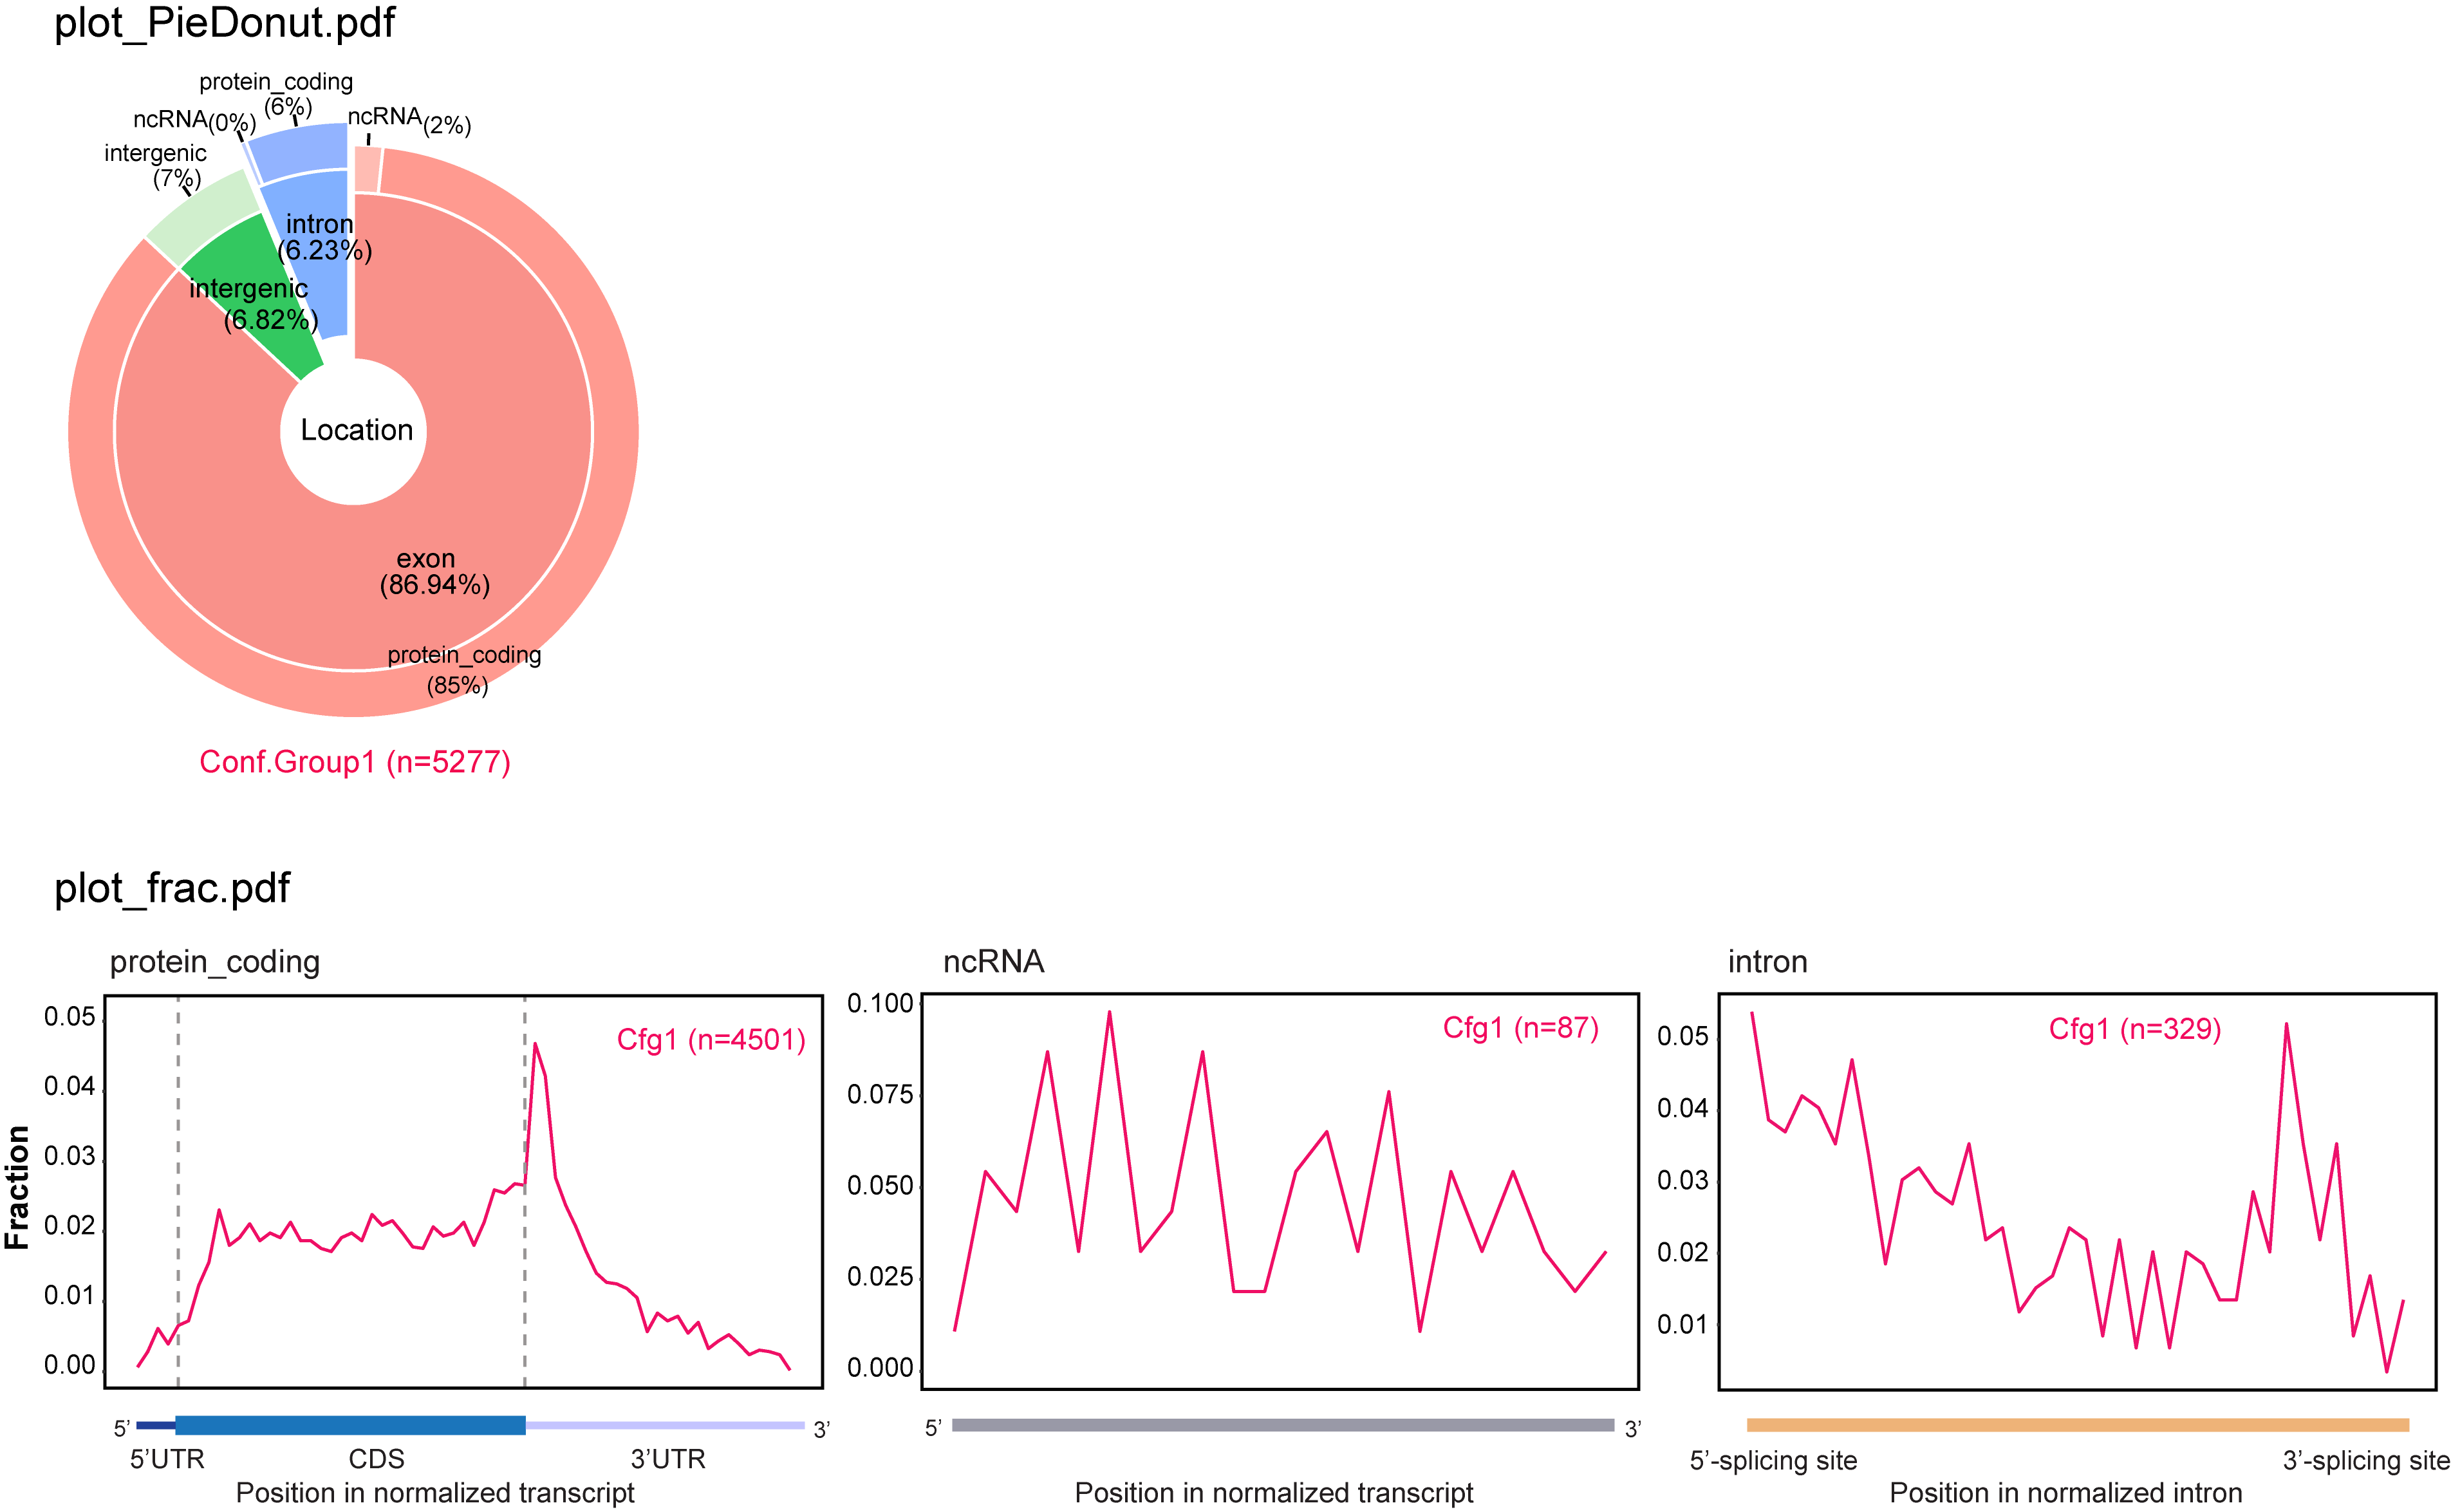 plot_PieDonut.pdf
protein_coding
(6%)
ncRNA(0%)
ncRNA(2%)
intergenic
(7%)
intron
(6.23%)
intergenic
(6.82%)
Location
exon
(86.94%)
protein_coding
(85%)
Conf.Group1 (n=5277)
plot_frac.pdf
protein_coding
Fraction
0.05
0.04
0.03
0.02
0.01
0.00
Cfg1 (n=4501)
5’
3’
5’UTR
CDS
3’UTR
Position in normalized transcript
ncRNA
0.100
0.075
0.050
0.025
0.000
Cfg1 (n=87)
5’
3’
Position in normalized transcript
intron
0.05
0.04
0.03
0.02
0.01
Cfg1 (n=329)
5’-splicing site
3’-splicing site
Position in normalized intron